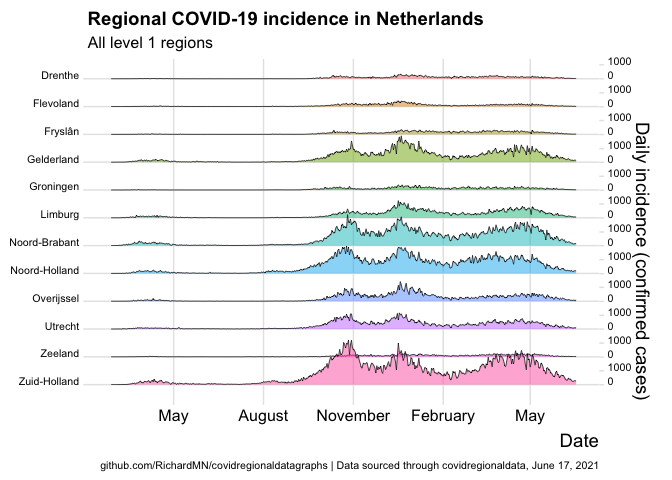 Regional COVID-19 incidence in Netherlands
All level 1 regions
Drenthe
1000
0
Flevoland
1000
0
Fryslân
1000
0
Gelderland
1000
0
Groningen
1000
0
Limburg
1000
0
Noord-Brabant
1000
0
Noord-Holland
1000
0
Overijssel
1000
0
Utrecht
1000
0
Zeeland
1000
0
Zuid-Holland
1000
0
Daily incidence (confirmed cases)
May August November February May
Date
github.com/RichardMN/covidregionaldatagraphs | Data sourced through covidregionaldata, June 17, 2021